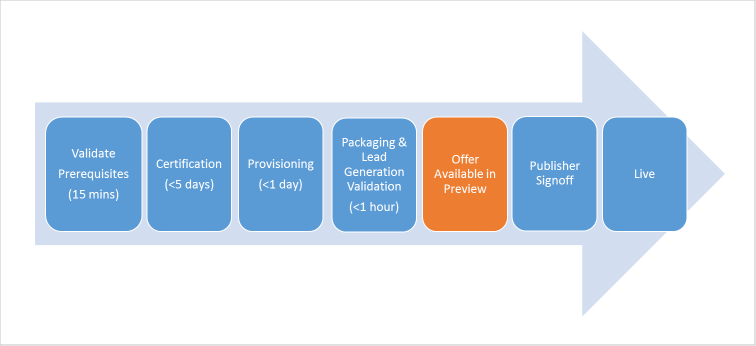 Validate
Prerequisites
(15 mins)
Certification
(<5 days)
Provisioning
(<1 day)
Packaging &
Lead
Generation
Validation
(<1 hour)
Offer
Available in
Preview
Publisher
Signoff
Live